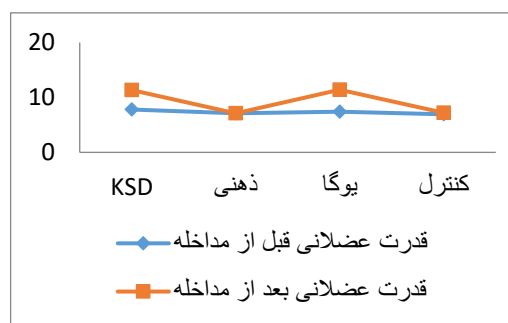 20
10
0
KSD ذهنی یوگا کنترل
قدرت عضلانی قبل از مداخله
قدرت عضلانی بعد از مداخله